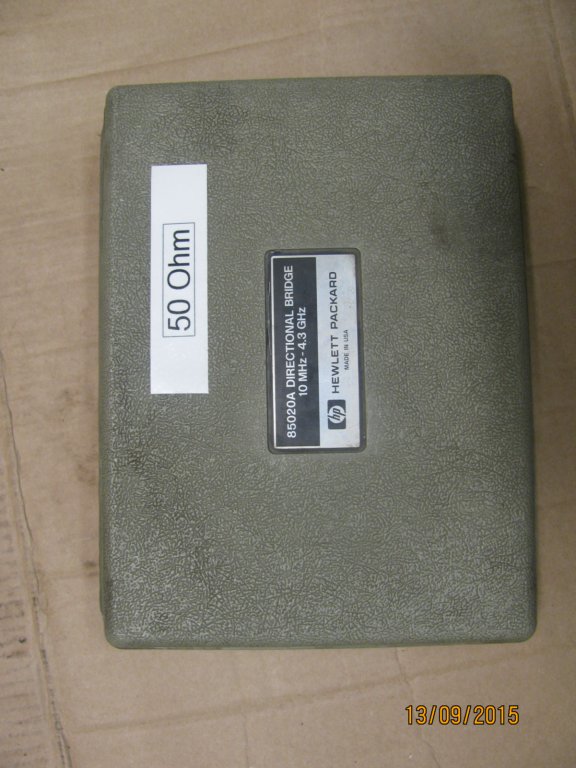 50 Ohm
85020A DIRECTIONAL BRIDGE
10 MHz - 4.3 GHz
hp HEWLETT PACKARD
MADE IN USA
13/09/2015